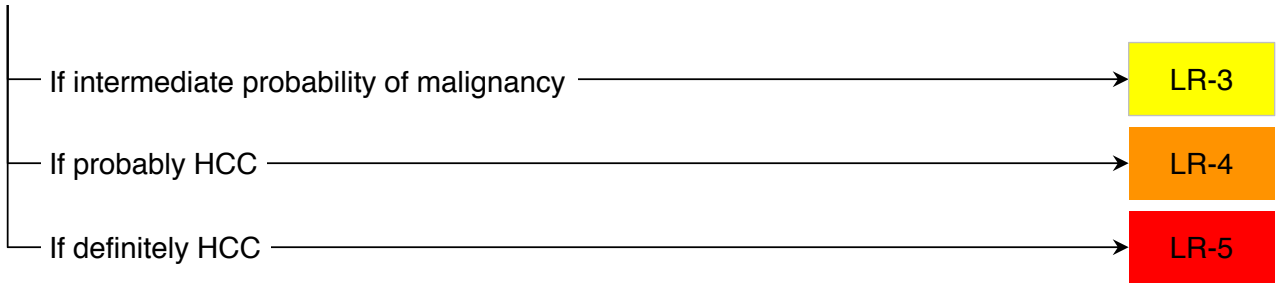 If intermediate probability of malignancy LR-3
If probably HCC LR-4
If definitely HCC LR-5